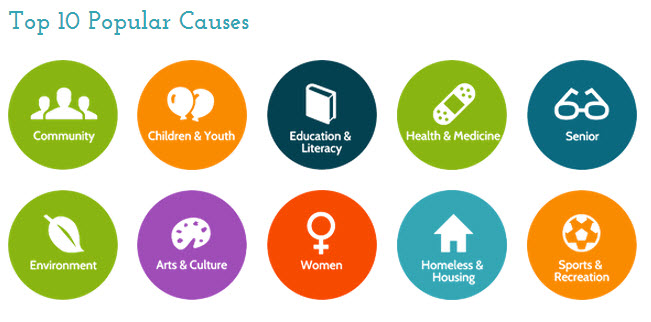 Top 10 Popular Causes
Community
Children & Youth
Education &
Literacy
Health & Medicine
Senior
Environment
Arts & Culture
Women
Homeless &
Housing
Sports &
Recreation